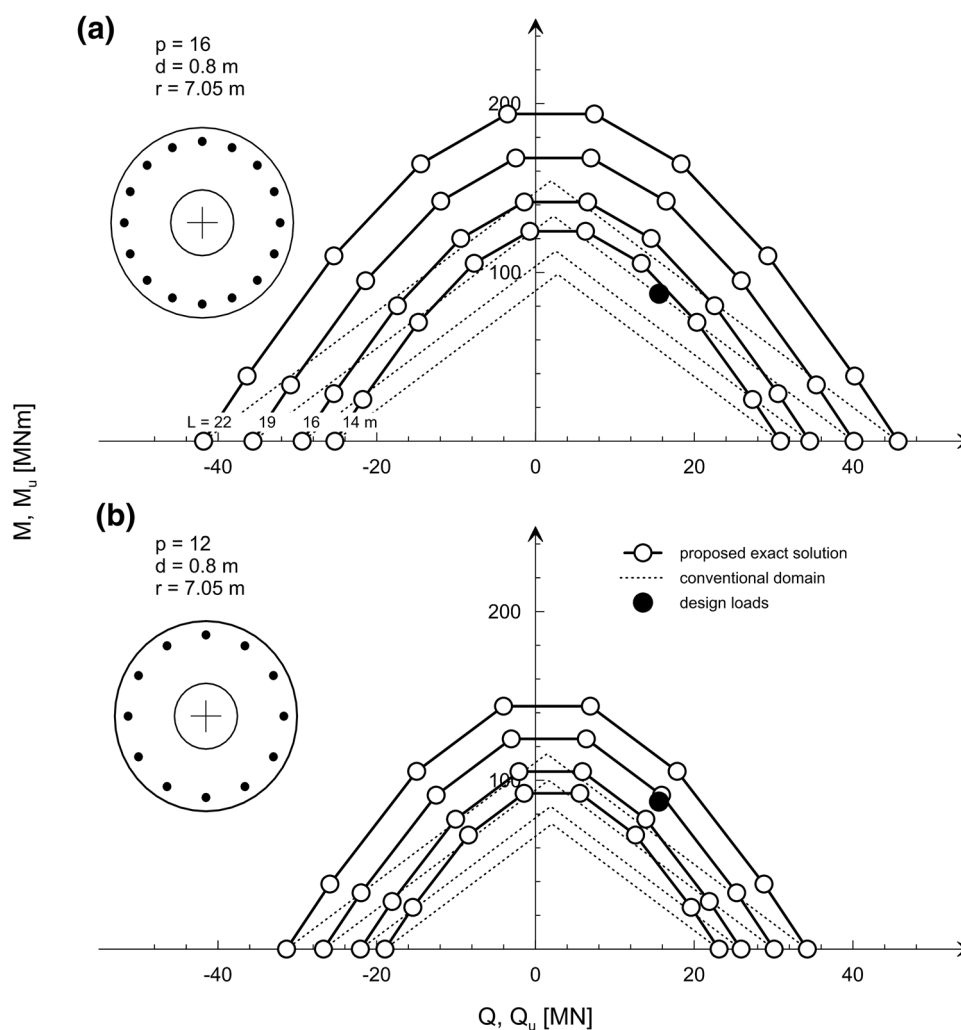 (a)
p = 16
d = 0.8 m
r = 7.05 m
200
100
L = 22 19 16 14 m
-40 -20 0 20 40
M, Mu [MNm]
(b)
p = 12
d = 0.8 m
r = 7.05 m
proposed exact solution
conventional domain
design loads
200
100
-40 -20 0 20 40
Q, Qu [MN]